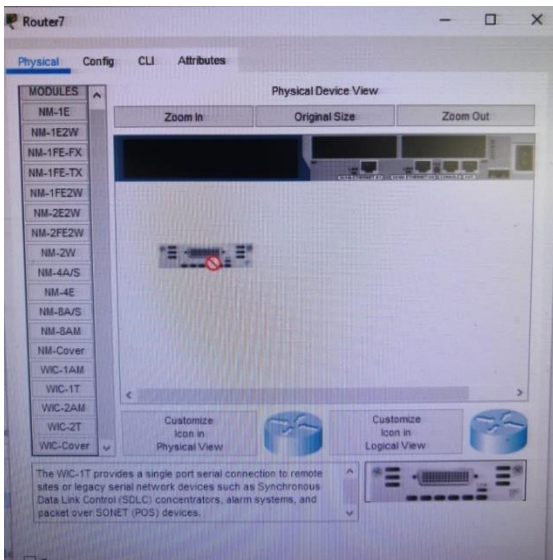 Router7
Physical Config CLI Attributes
MODULES
NM-1E
NM-1E2W
NM-1FE-FX
NM-1FE-TX
NM-1FE2W
NM-2E2W
NM-2FE2W
NM-2W
NM-4A/S
NM-4E
NM-8A/S
NM-8AM
NM-Cover
WIC-1AM
WIC-1T
WIC-2AM
WIC-2T
WIC-Cover
Physical Device View
Zoom In Original Size Zoom Out
Customize
Icon in
Physical View
Customize
Icon in
Logical View
The WIC-1T provides a single port serial connection to remote
sites or legacy serial network devices such as Synchronous
Data Link Control (SDLC) concentrators, alarm systems, and
packet over SONET (POS) devices.